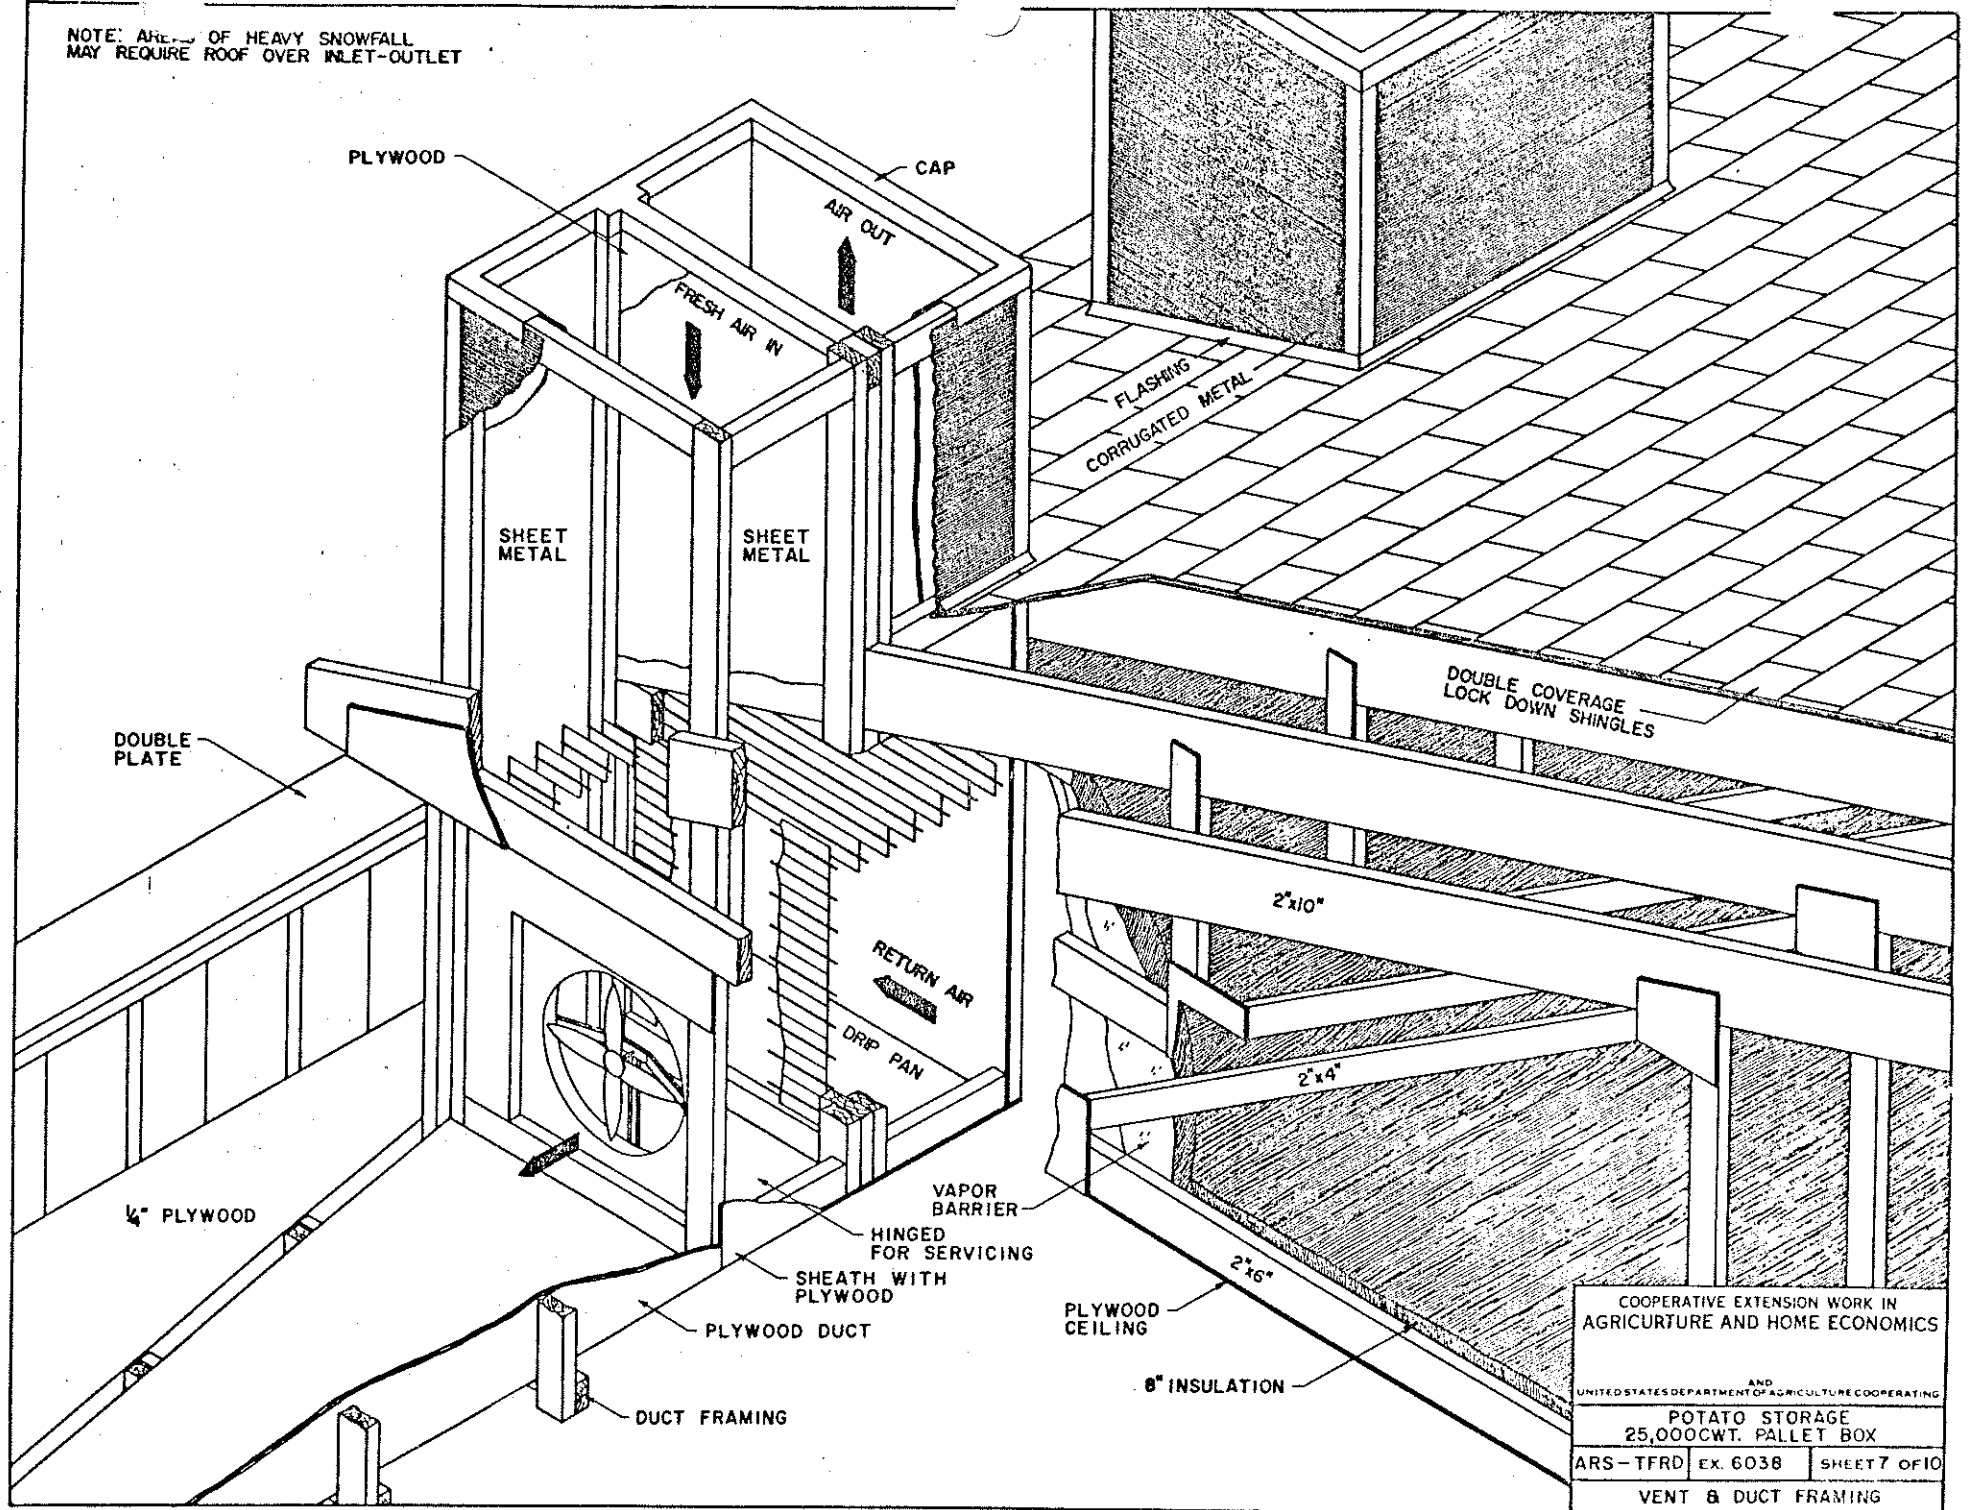 NOTE: OF HEAVY SNOWFALL
MAY REQUIRE ROOF OVER INLET-OUTLET
PLYWOOD
CAP
AIR OUT
FRESH AIR IN
FLASHING
CORRUGATED METAL
SHEET
METAL
SHEET
METAL
DOUBLE COVERAGE
LOCK DOWN SHINGLES
DOUBLE
PLATE
2"x10"
RETURN AIR
DRIP PAN
2"x4"
1/4" PLYWOOD
VAPOR
BARRIER
HINGED
FOR SERVICING
SHEATH WITH
PLYWOOD
2"x6"
PLYWOOD
CEILING
PLYWOOD DUCT
8" INSULATION
DUCT FRAMING
COOPERATIVE EXTENSION WORK IN
AGRICURTURE AND HOME ECONOMICS
AND
UNITED STATES DEPARTMENT OF AGRICULTURE COOPERATING
POTATO STORAGE
25,000CWT. PALLET BOX
ARS-TFRD EX. 6038 SHEET 7 OF 10
VENT & DUCT FRAMING